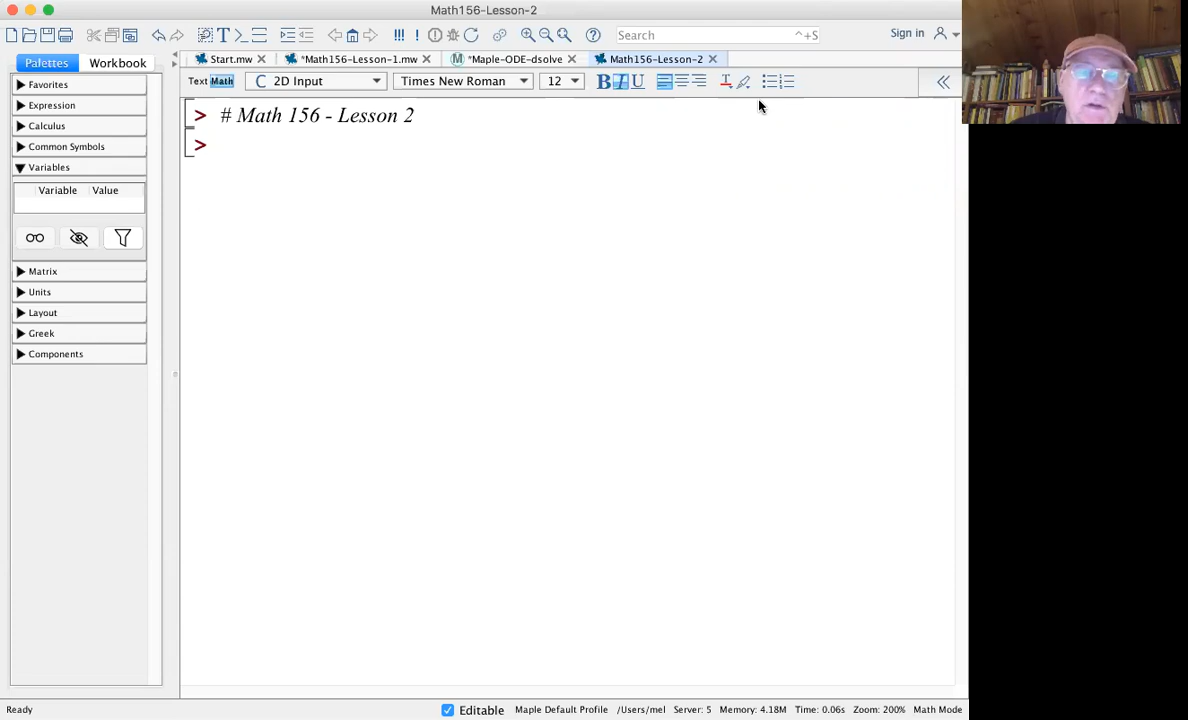 Math156-Lesson-2
Search ^+S
Sign in
Palettes Workbook
Start.mw *Math156-Lesson-1.mw *Maple-ODE-dsolve Math156-Lesson-2
Text Math C 2D Input Times New Roman 12 B I U
Favorites
Expression
Calculus
Common Symbols
Variables
Variable Value
Matrix
Units
Layout
Greek
Components
> # Math 156 - Lesson 2
>
Ready Editable Maple Default Profile /Users/mel Server: 5 Memory: 4.18M Time: 0.06s Zoom: 200% Math Mode